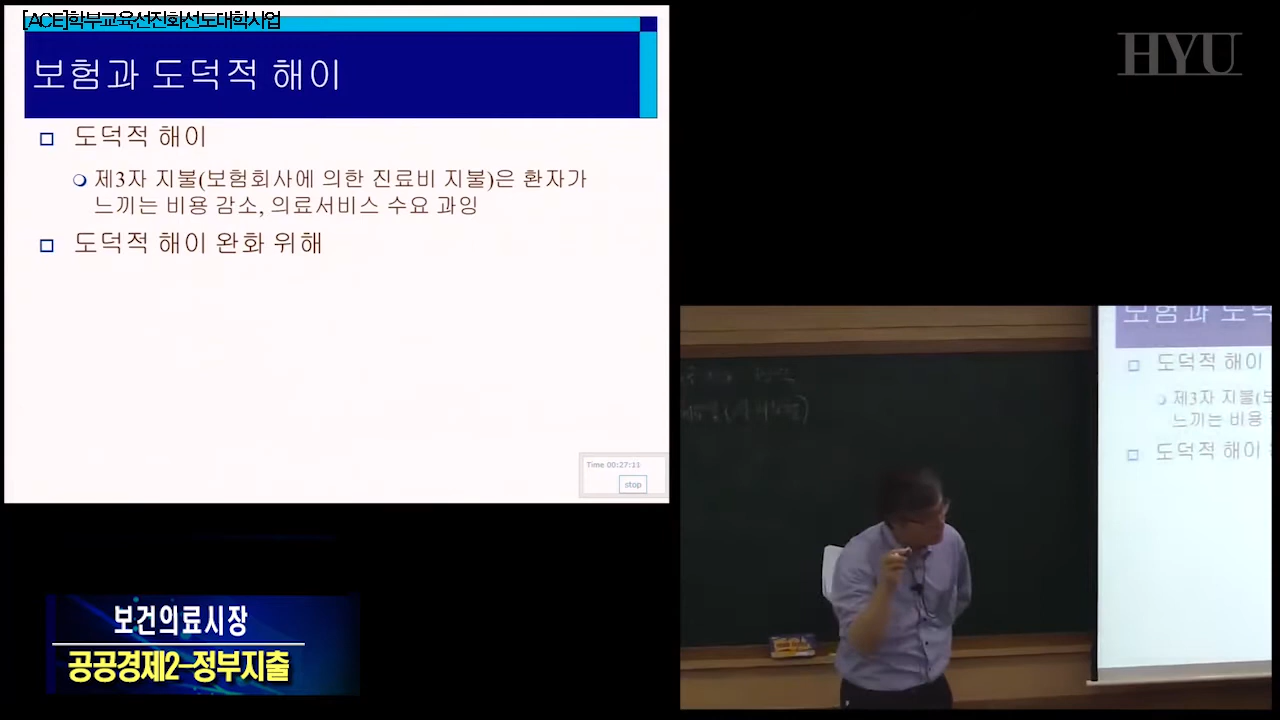 [ACE]학부교육선진화선도대학사업
보험과 도덕적 해이
도덕적 해이
제3자 지불(보험회사에 의한 진료비 지불)은 환자가
느끼는 비용 감소, 의료서비스 수요 과잉
도덕적 해이 완화 위해
Time 00:27:11
stop
보건의료시장
공공경제2-정부지출
HYU
보험과 도덕
도덕적 해이
제3자 지불(보
느끼는 비용
도덕적 해이